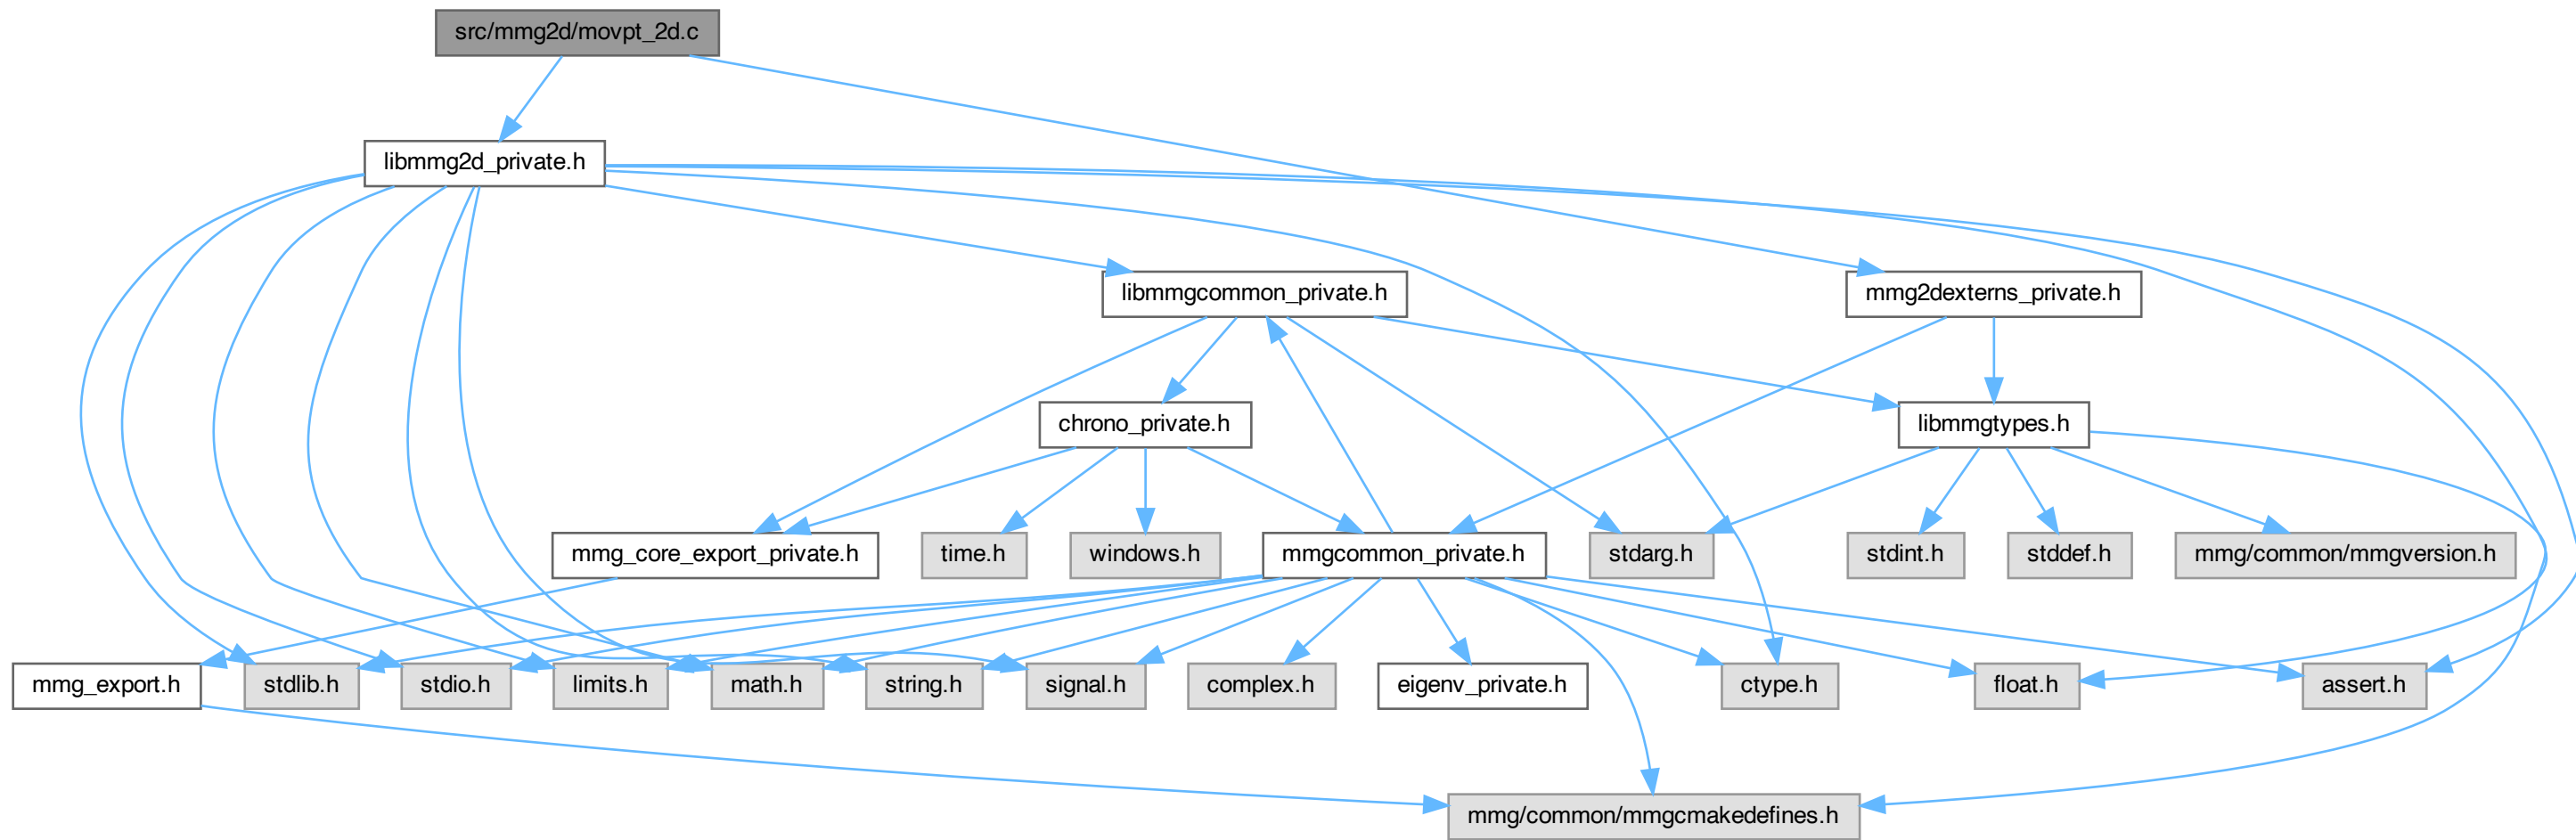 src/mmg2d/movpt_2d.c
libmmg2d_private.h
libmmgcommon_private.h
mmg2dexterns_private.h
chrono_private.h
libmmgtypes.h
mmg_core_export_private.h
time.h
windows.h
mmgcommon_private.h
stdarg.h
stdint.h
stddef.h
mmg/common/mmgversion.h
mmg_export.h
stdlib.h
stdio.h
limits.h
math.h
string.h
signal.h
complex.h
eigenv_private.h
ctype.h
float.h
assert.h
mmg/common/mmgcmakedefines.h